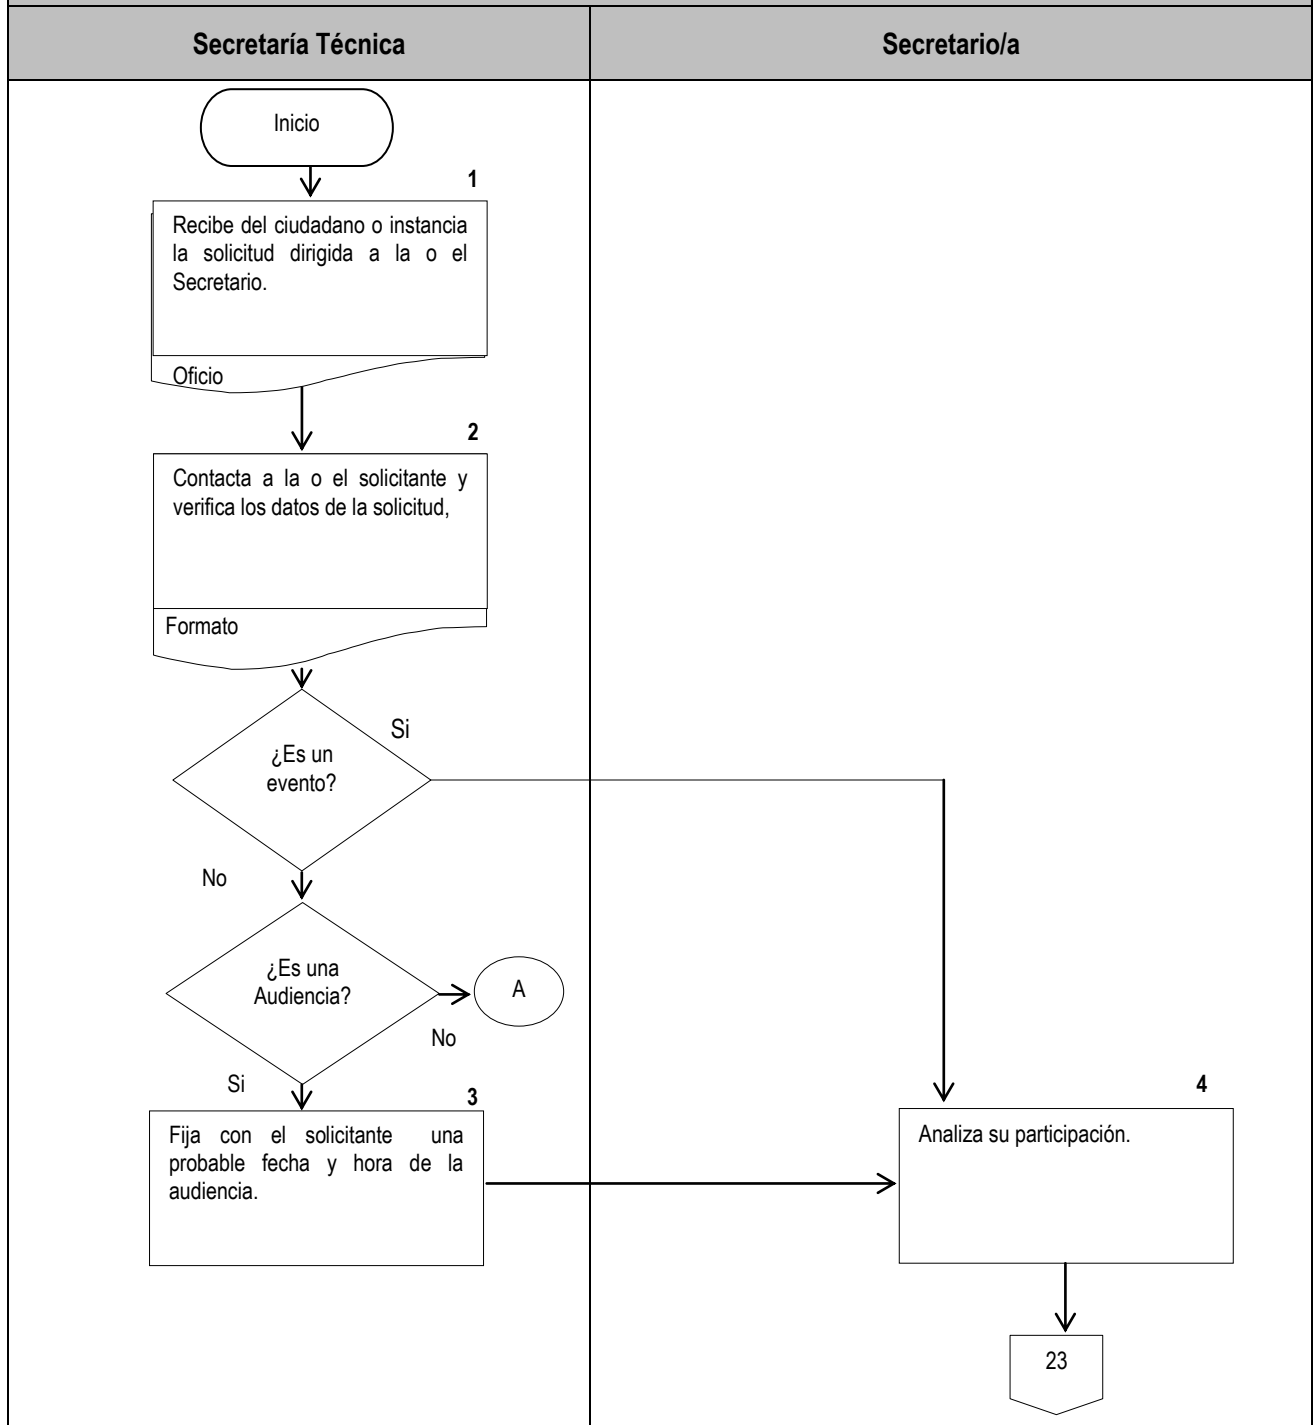 Secretaría Técnica
Secretario/a
Inicio
1
Recibe del ciudadano o instancia
la solicitud dirigida a la o el
Secretario.
Oficio
2
Contacta a la o el solicitante y
verifica los datos de la solicitud,
Formato
Si
¿Es un
evento?
No
¿Es una
Audiencia?
A
No
Si
3
Fija con el solicitante una
probable fecha y hora de la
audiencia.
4
Analiza su participación.
23